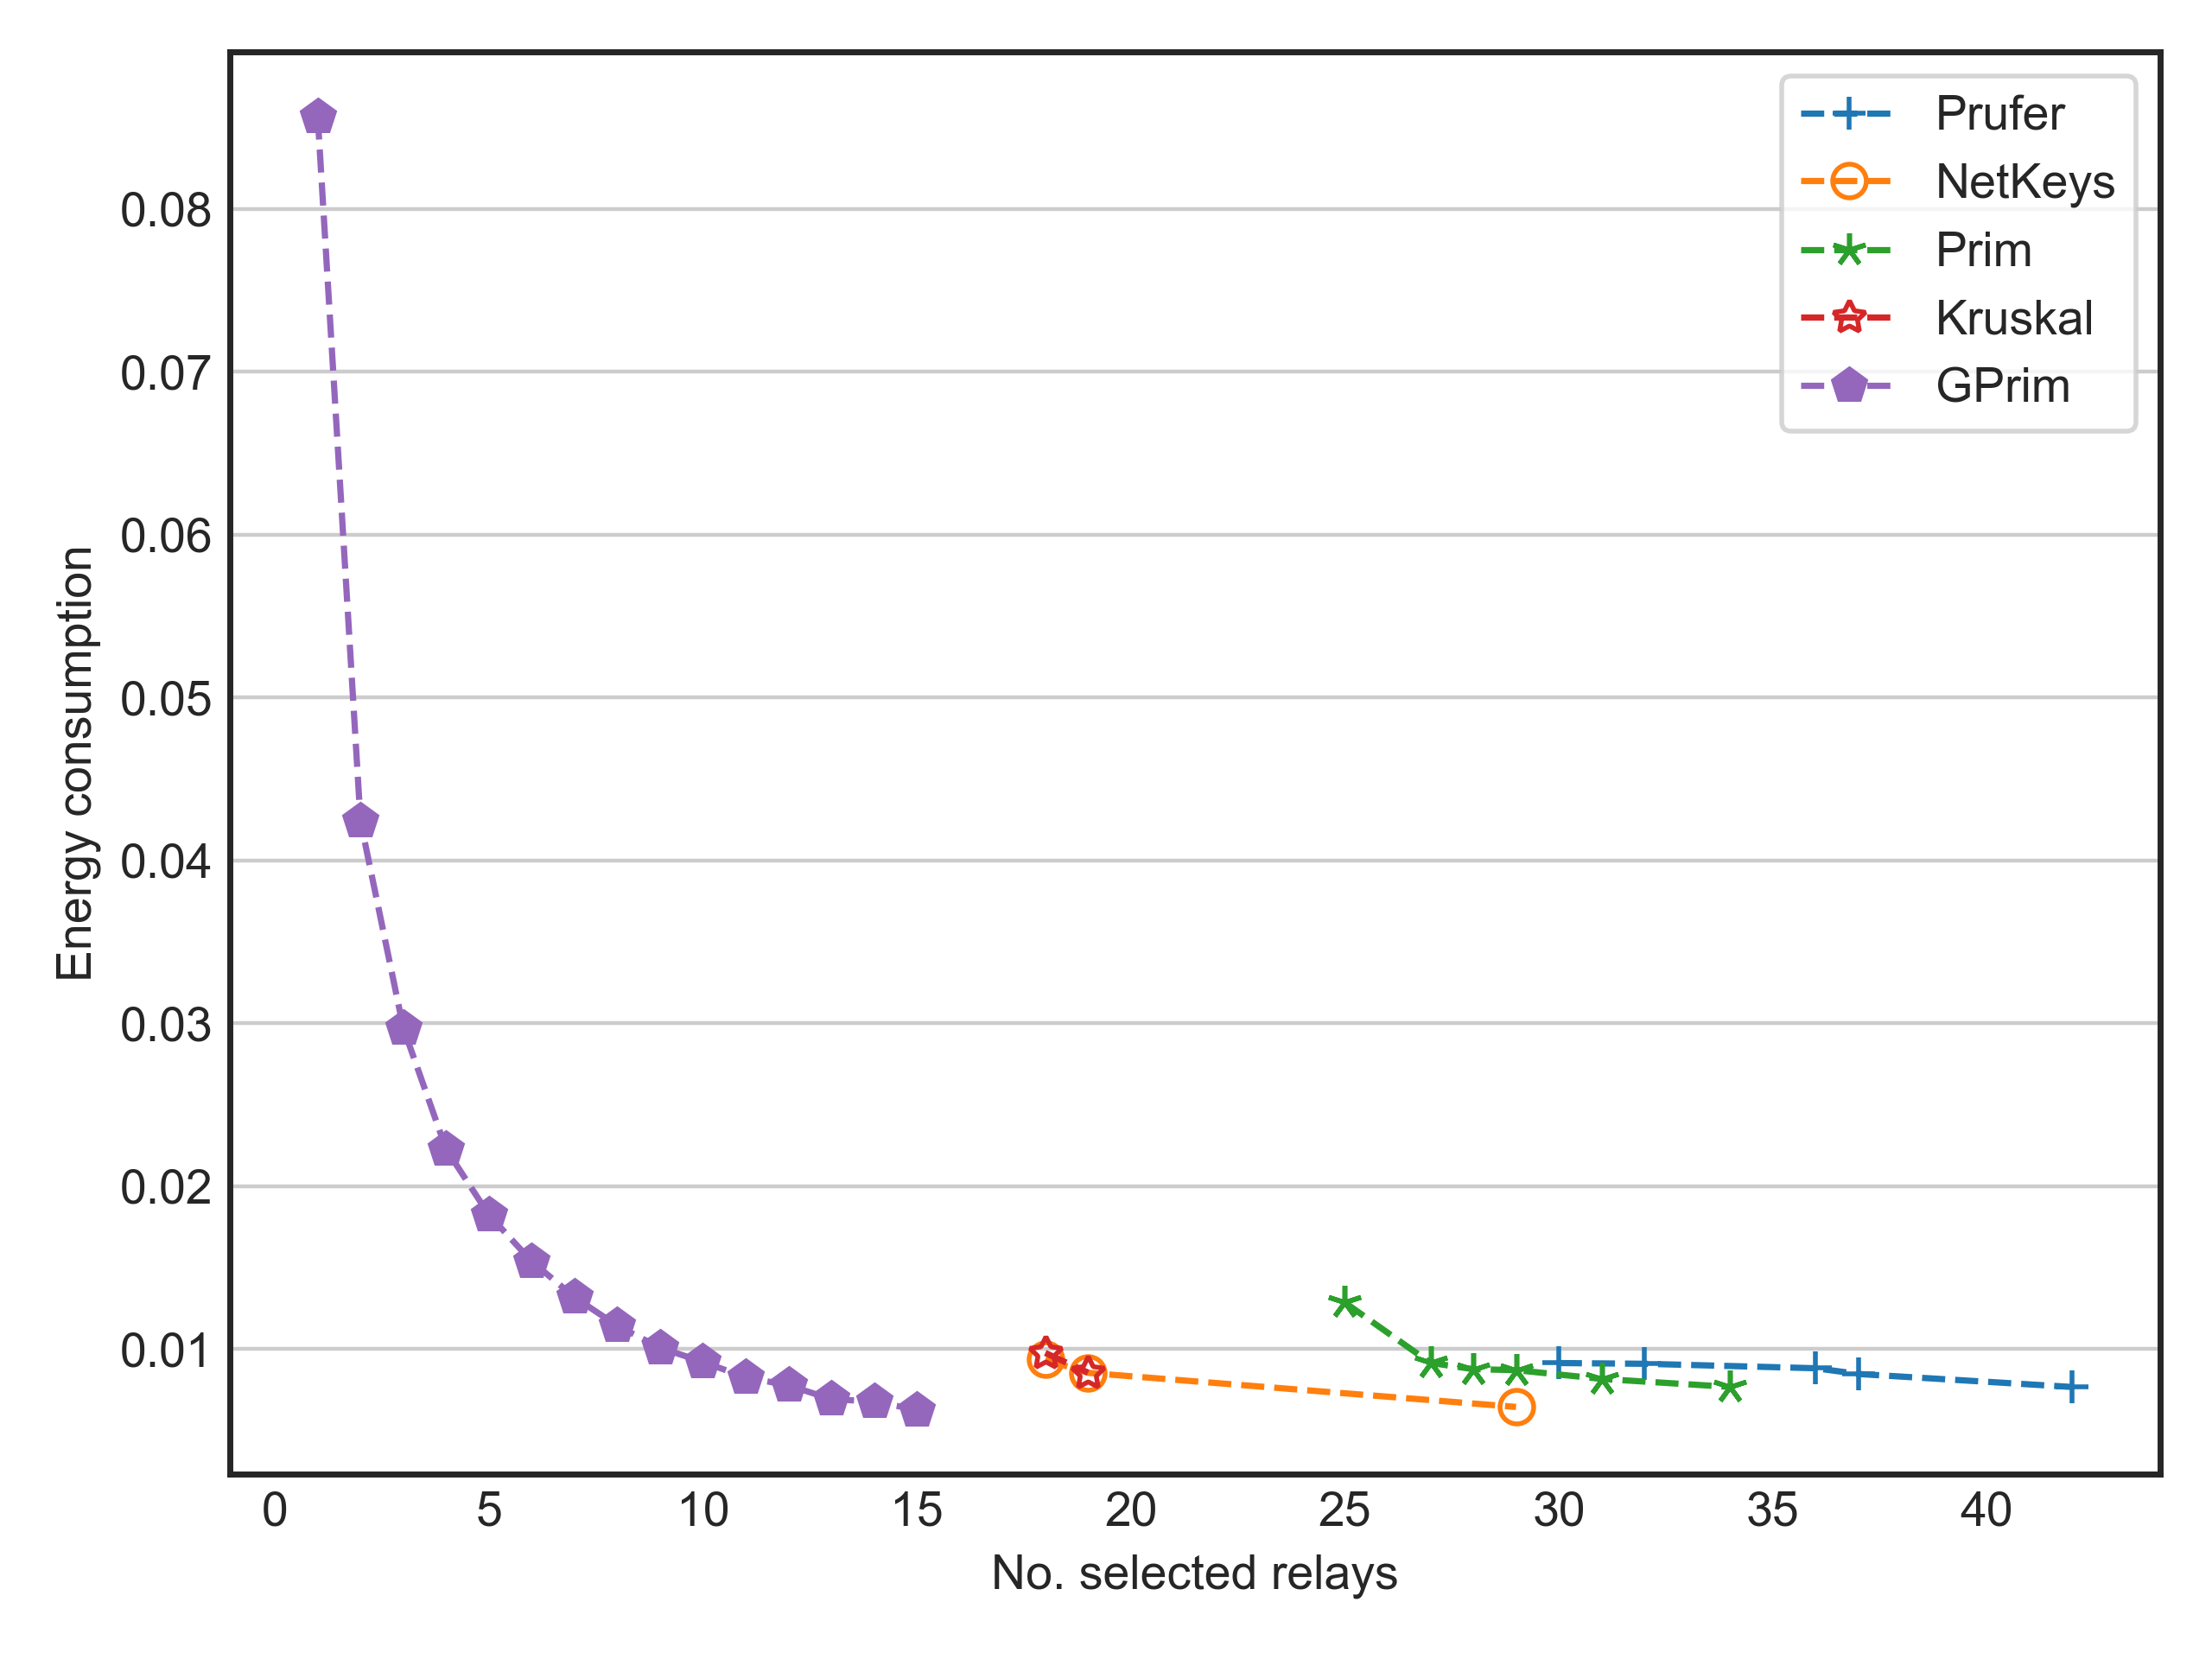 Prufer
NetKeys
Prim
Kruskal
GPrim
Energy consumption
0.08
0.07
0.06
0.05
0.04
0.03
0.02
0.01
0 5 10 15 20 25 30 35 40
No. selected relays